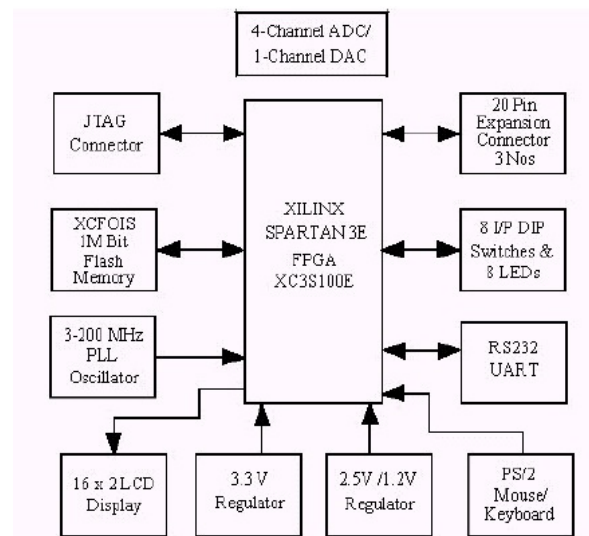 4-Channel ADC/
1-Channel DAC
JTAG
Connector
20 Pin
Expansion
Connector
3 Nos
XILINX
SPARTAN 3E
FPGA
XC3S100E
XCFOIS
1M Bit
Flash
Memory
8 I/P DIP
Switches &
8 LEDs
3-200 MHz
PLL
Oscillator
RS232
UART
16 x 2 LCD
Display
3.3 V
Regulator
2.5V /1.2V
Regulator
PS/2
Mouse/
Keyboard